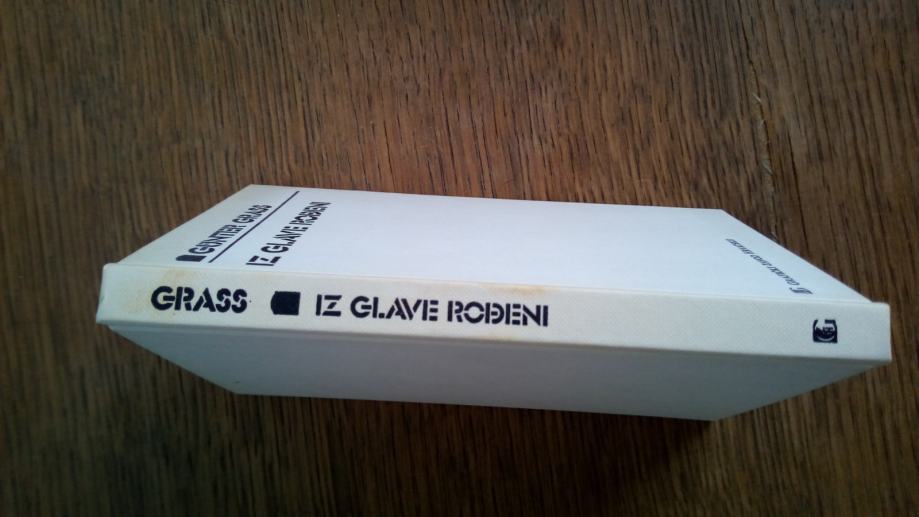 GÜNTER GRASS
IZ GLAVE ROĐENI
GRASS IZ GLAVE ROĐENI